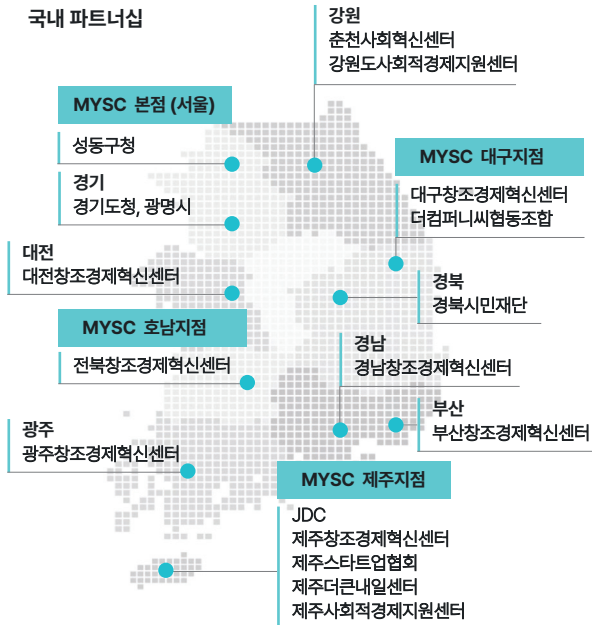 국내 파트너십
강원
춘천사회혁신센터
강원도사회적경제지원센터
MYSC 본점 (서울)
성동구청
경기
경기도청, 광명시
MYSC 대구지점
대구창조경제혁신센터
더컴퍼니씨협동조합
대전
대전창조경제혁신센터
경북
경북시민재단
MYSC 호남지점
전북창조경제혁신센터
경남
경남창조경제혁신센터
부산
부산창조경제혁신센터
광주
광주창조경제혁신센터
MYSC 제주지점
JDC
제주창조경제혁신센터
제주스타트업협회
제주더큰내일센터
제주사회적경제지원센터